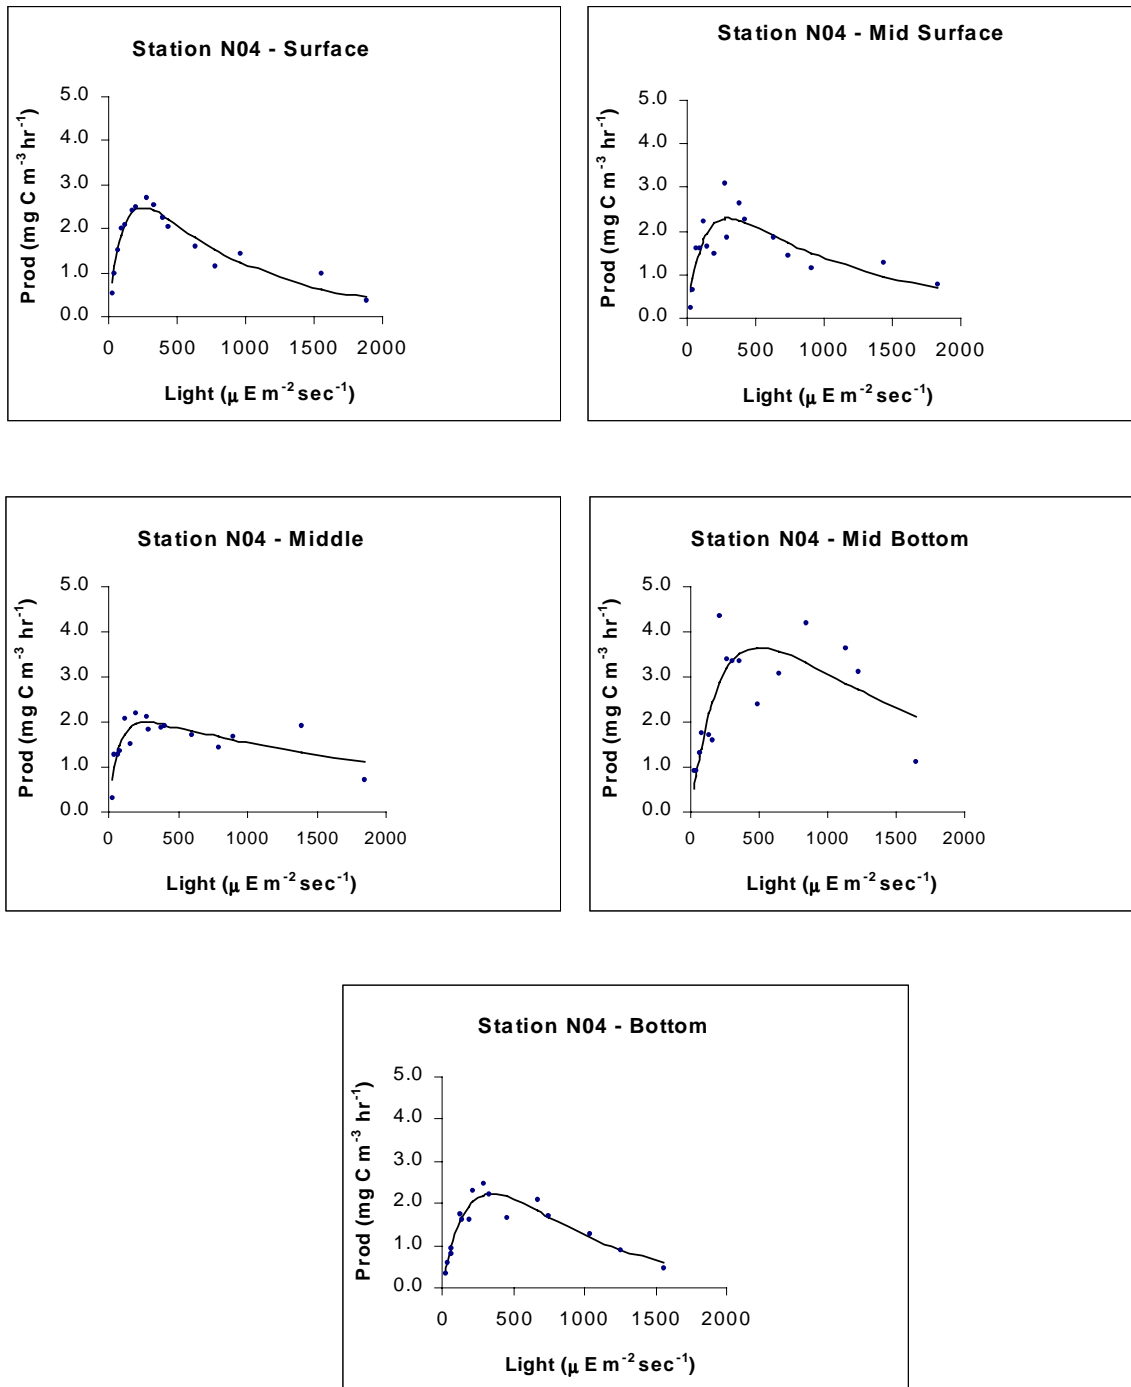 Station N04 - Surface
Prod (mg C m⁻³ hr⁻¹)
5.0
4.0
3.0
2.0
1.0
0.0
0 500 1000 1500 2000
Light (μ E m⁻² sec⁻¹)
Station N04 - Mid Surface
Prod (mg C m⁻³ hr⁻¹)
5.0
4.0
3.0
2.0
1.0
0.0
0 500 1000 1500 2000
Light (μ E m⁻² sec⁻¹)
Station N04 - Middle
Prod (mg C m⁻³ hr⁻¹)
5.0
4.0
3.0
2.0
1.0
0.0
0 500 1000 1500 2000
Light (μ E m⁻² sec⁻¹)
Station N04 - Mid Bottom
Prod (mg C m⁻³ hr⁻¹)
5.0
4.0
3.0
2.0
1.0
0.0
0 500 1000 1500 2000
Light (μ E m⁻² sec⁻¹)
Station N04 - Bottom
Prod (mg C m⁻³ hr⁻¹)
5.0
4.0
3.0
2.0
1.0
0.0
0 500 1000 1500 2000
Light (μ E m⁻² sec⁻¹)